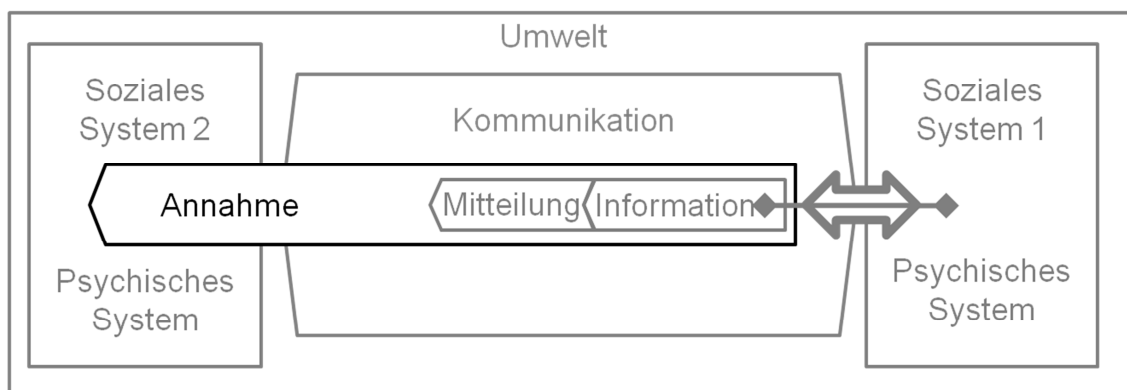 Umwelt
Soziales
System 2
Kommunikation
Soziales
System 1
Annahme
Mitteilung
Information
Psychisches
System
Psychisches
System